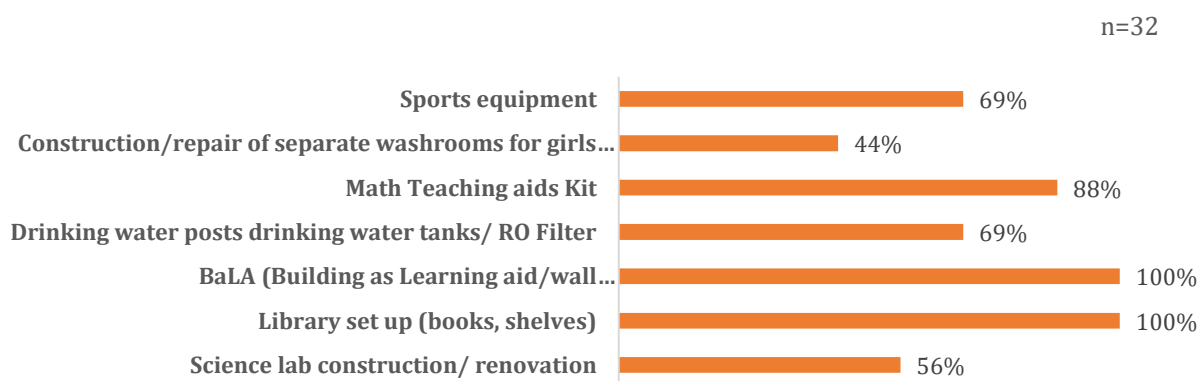 n=32
Sports equipment 69%
Construction/repair of separate washrooms for girls... 44%
Math Teaching aids Kit 88%
Drinking water posts drinking water tanks/ RO Filter 69%
BaLA (Building as Learning aid/wall... 100%
Library set up (books, shelves) 100%
Science lab construction/ renovation 56%